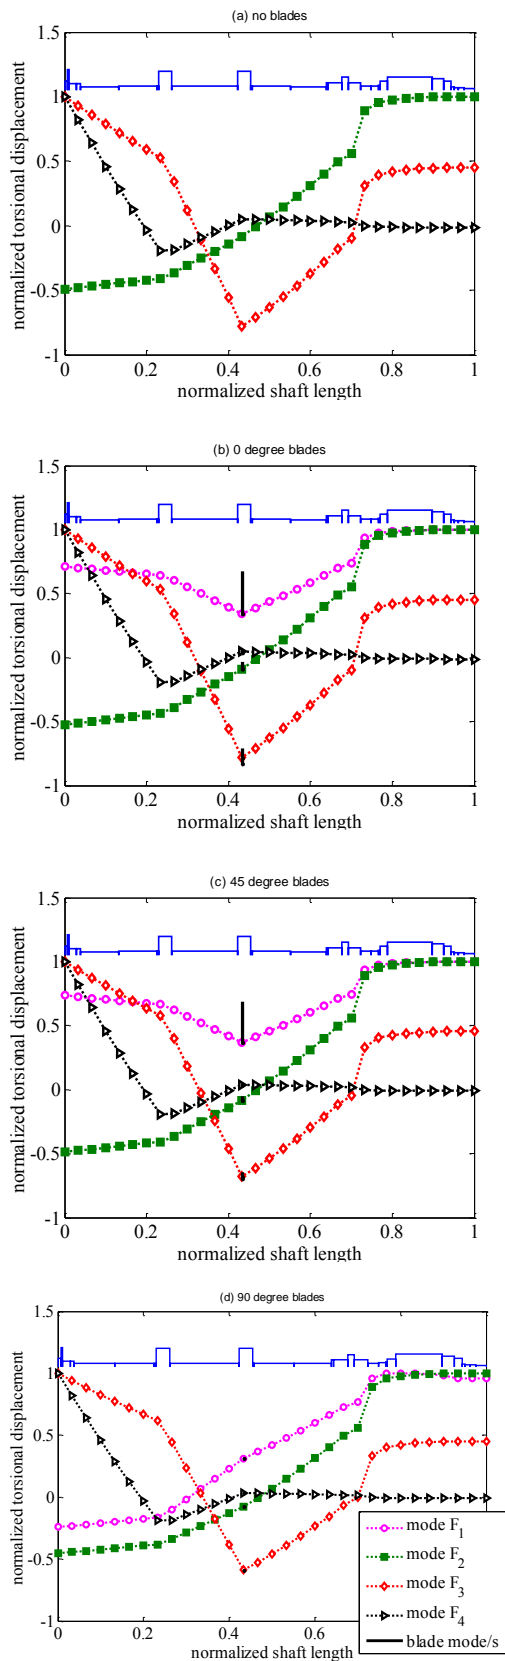 (a) no blades
1.5
1
0.5
0
-0.5
-1
0 0.2 0.4 0.6 0.8 1
normalized shaft length
normalized torsional displacement
(b) 0 degree blades
1.5
1
0.5
0
-0.5
-1
0 0.2 0.4 0.6 0.8 1
normalized shaft length
normalized torsional displacement
(c) 45 degree blades
1.5
1
0.5
0
-0.5
-1
0 0.2 0.4 0.6 0.8 1
normalized shaft length
normalized torsional displacement
(d) 90 degree blades
1.5
1
0.5
0
-0.5
-1
0 0.2 0.4 0.6
normalized shaft length
normalized torsional displacement
mode F1
mode F2
mode F3
mode F4
blade mode/s